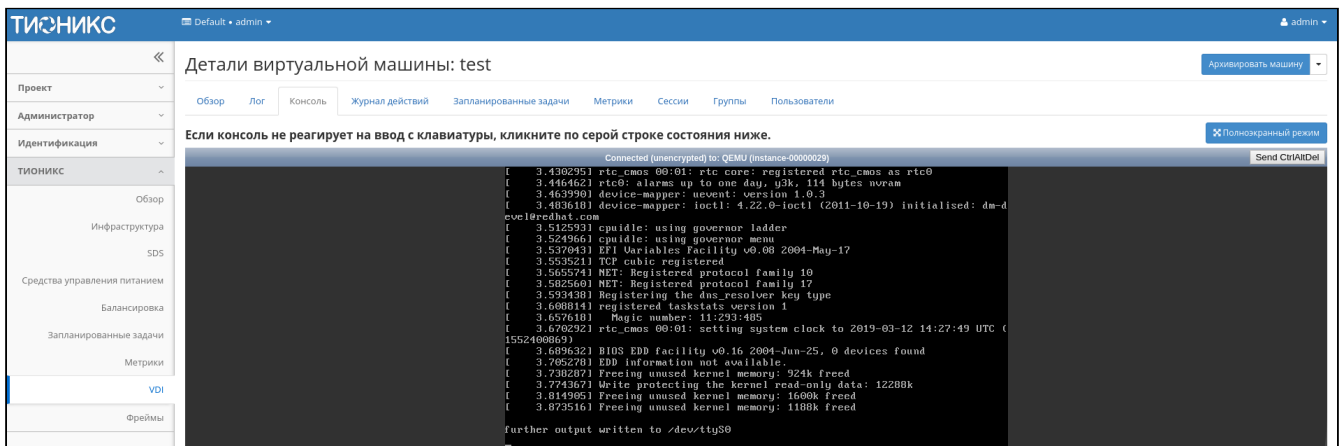 ТИОНИКС
Default • admin
admin
Детали виртуальной машины: test
Архивировать машину
Проект
Администратор
Идентификация
ТИОНИКС
Обзор
Инфраструктура
SDS
Средства управления питанием
Балансировка
Запланированные задачи
Метрики
VDI
Фреймы
Обзор Лог Консоль Журнал действий Запланированные задачи Метрики Сессии Группы Пользователи
Если консоль не реагирует на ввод с клавиатуры, кликните по серой строке состояния ниже.
Полноэкранный режим
Connected (unencrypted) to: QEMU (instance-00000029)
Send CtrlAltDel
[ 3.430295] rtc_cmos 00:01: rtc core: registered rtc_cmos as rtc0
[ 3.446462] rtc0: alarms up to one day, y3k, 114 bytes nvram
[ 3.463990] device-mapper: uevent: version 1.0.3
[ 3.483618] device-mapper: ioctl: 4.22.0-ioctl (2011-10-19) initialised: dm-d
evel@redhat.com
[ 3.512593] cpuidle: using governor ladder
[ 3.524966] cpuidle: using governor menu
[ 3.537043] EFI Variables Facility v0.08 2004-May-17
[ 3.553521] TCP cubic registered
[ 3.565574] NET: Registered protocol family 10
[ 3.582560] NET: Registered protocol family 17
[ 3.593438] Registering the dns_resolver key type
[ 3.608814] registered taskstats version 1
[ 3.657618] Magic number: 11:293:485
[ 3.670292] rtc_cmos 00:01: setting system clock to 2019-03-12 14:27:49 UTC (
1552400869)
[ 3.689632] BIOS EDD facility v0.16 2004-Jun-25, 0 devices found
[ 3.705278] EDD information not available.
[ 3.738287] Freeing unused kernel memory: 924k freed
[ 3.774367] Write protecting the kernel read-only data: 12288k
[ 3.814905] Freeing unused kernel memory: 1600k freed
[ 3.873516] Freeing unused kernel memory: 1188k freed
further output written to /dev/ttyS0